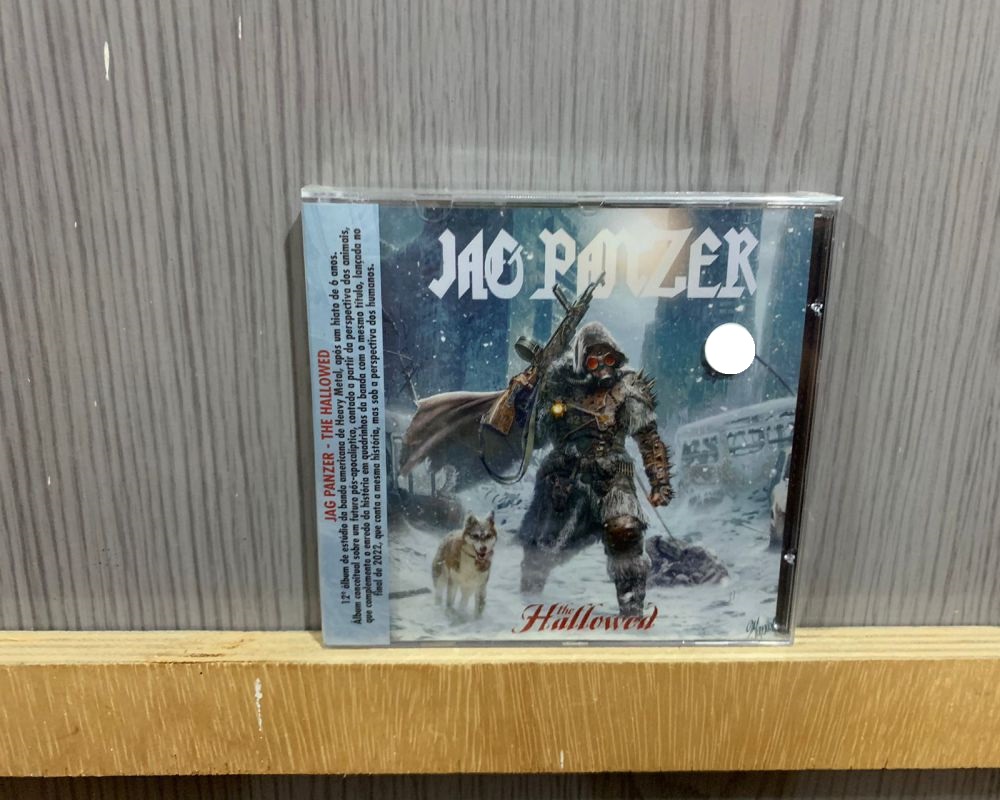 JAG PANZER - THE HALLOWED
12º álbum de estúdio da banda americana de Heavy Metal, após um hiato de 6 anos.
Álbum conceitual sobre um futuro pós-apocalíptico, contado a partir da perspectiva dos animais,
que complementa o enredo da história em quadrinhos da banda com o mesmo título, lançada no
final de 2022, que conta a mesma história, mas sob a perspectiva dos humanos.
JAG PANZER
the
Hallowed